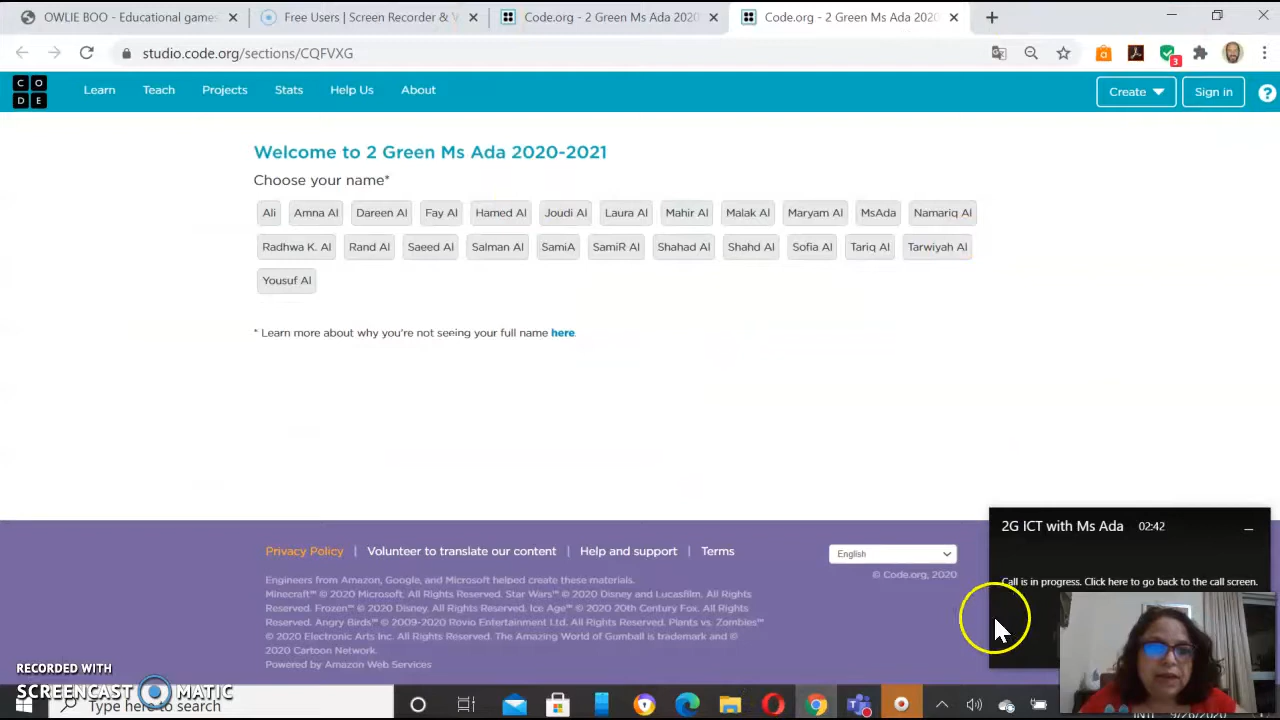 OWLIE BOO - Educational games
Free Users | Screen Recorder & V
Code.org - 2 Green Ms Ada 2020
Code.org - 2 Green Ms Ada 2020
studio.code.org/sections/CQFVXG
3
C O D E
Learn
Teach
Projects
Stats
Help Us
About
Create
Sign in
?
Welcome to 2 Green Ms Ada 2020-2021
Choose your name*
Ali Amna Al Dareen Al Fay Al Hamed Al Joudi Al Laura Al Mahir Al Malak Al Maryam Al MsAda Namariq Al
Radhwa K. Al Rand Al Saeed Al Salman Al SamiA SamiR Al Shahad Al Shahd Al Sofia Al Tariq Al Tarwiyah Al
Yousuf Al
* Learn more about why you're not seeing your full name here.
2G ICT with Ms Ada 02:42
Call is in progress. Click here to go back to the call screen.
Privacy Policy | Volunteer to translate our content | Help and support | Terms
English
© Code.org, 2020
Engineers from Amazon, Google, and Microsoft helped create these materials.
Minecraft™ © 2020 Microsoft. All Rights Reserved. Star Wars™ © 2020 Disney and Lucasfilm. All Rights
Reserved. Frozen™ © 2020 Disney. All Rights Reserved. Ice Age™ © 2020 20th Century Fox. All Rights
Reserved. Angry Birds™ © 2009-2020 Rovio Entertainment Ltd. All Rights Reserved. Plants vs. Zombies™
© 2020 Electronic Arts Inc. All Rights Reserved. The Amazing World of Gumball is trademark and ©
2020 Cartoon Network.
Powered by Amazon Web Services
RECORDED WITH
SCREENCAST MATIC
Type here to search
INTL 9/26/2020